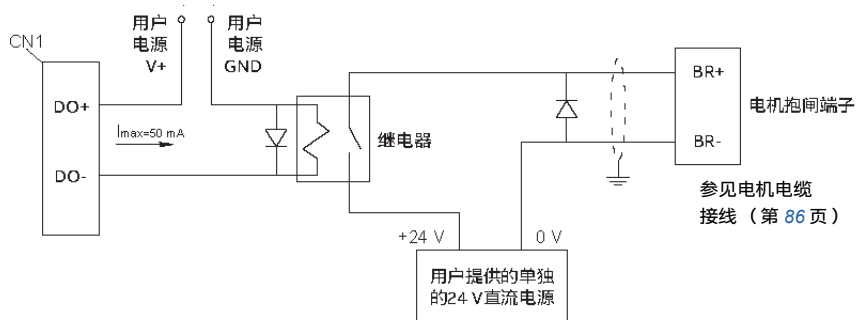 CN1
用户
电源
V+
用户
电源
GND
DO+
Imax=50 mA
DO-
继电器
BR+
BR-
电机抱闸端子
参见电机电缆
接线（第 86 页）
+24 V
0 V
用户提供的单独
的24 V直流电源